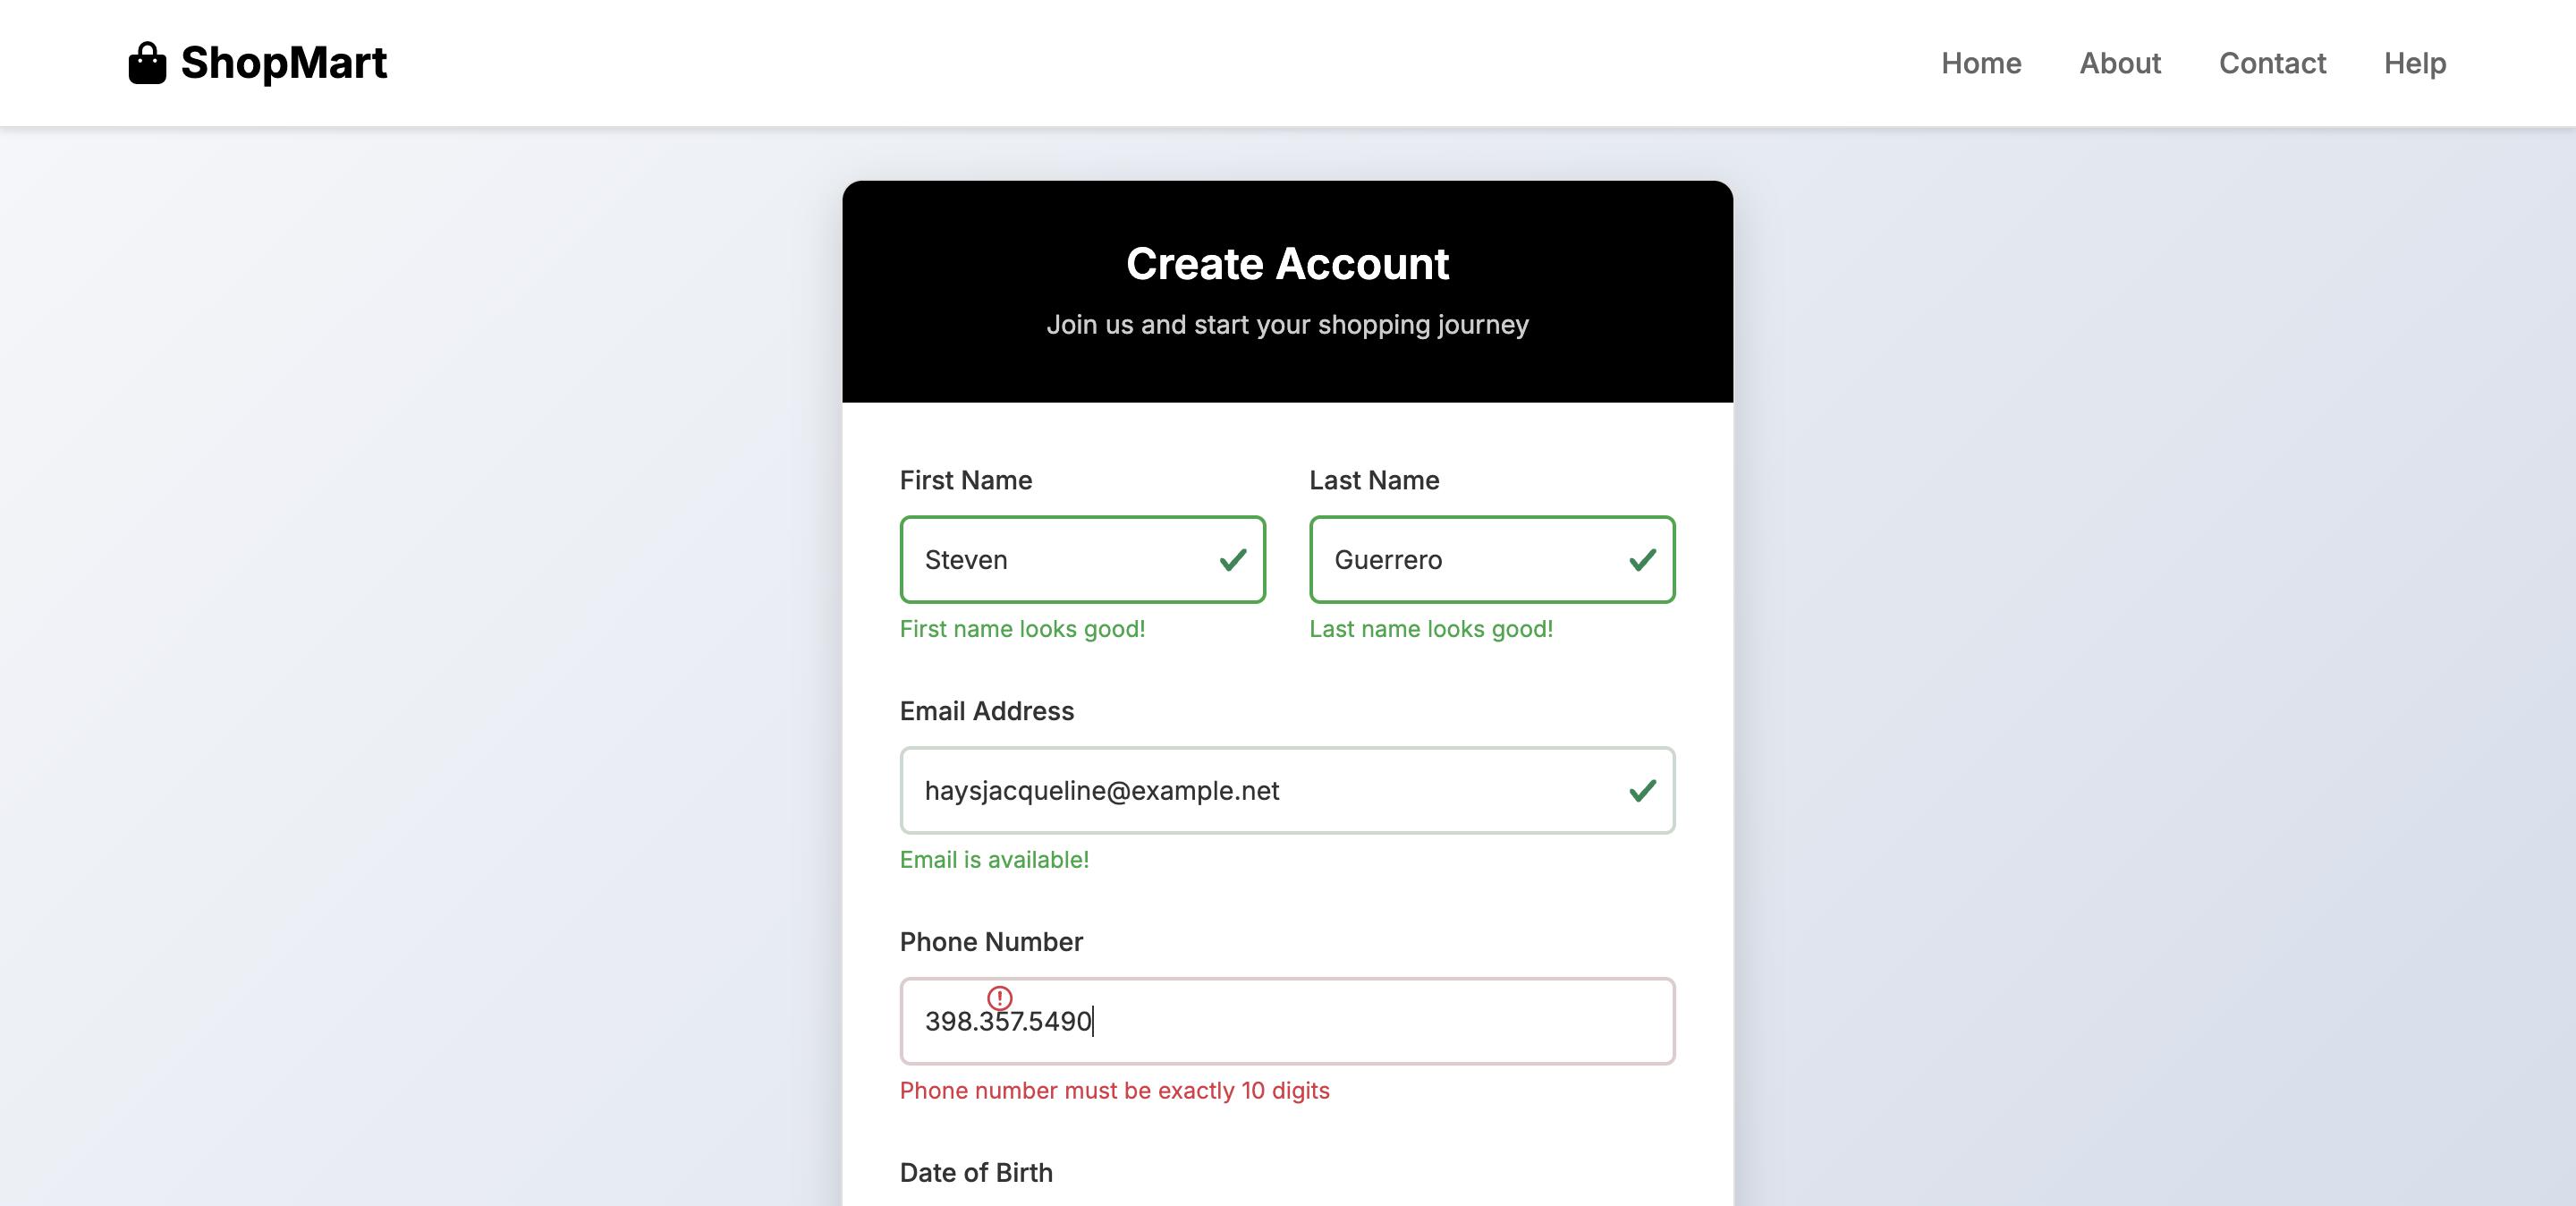 ShopMart
Home About Contact Help
Create Account
Join us and start your shopping journey
First Name Last Name
Steven Guerrero
First name looks good! Last name looks good!
Email Address
haysjacqueline@example.net
Email is available!
Phone Number
398.357.5490
Phone number must be exactly 10 digits
Date of Birth